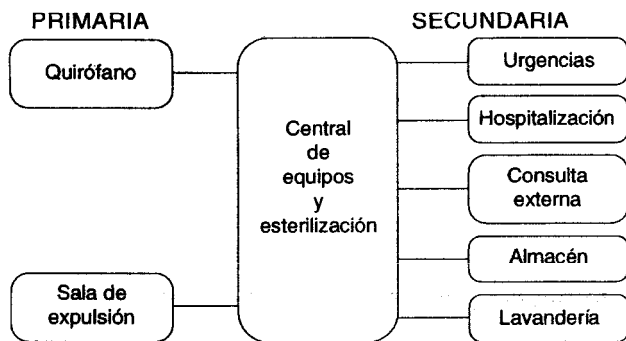 PRIMARIA
SECUNDARIA
Quirófano
Sala de
expulsión
Central
de
equipos
y
esterilización
Urgencias
Hospitalización
Consulta
externa
Almacén
Lavandería